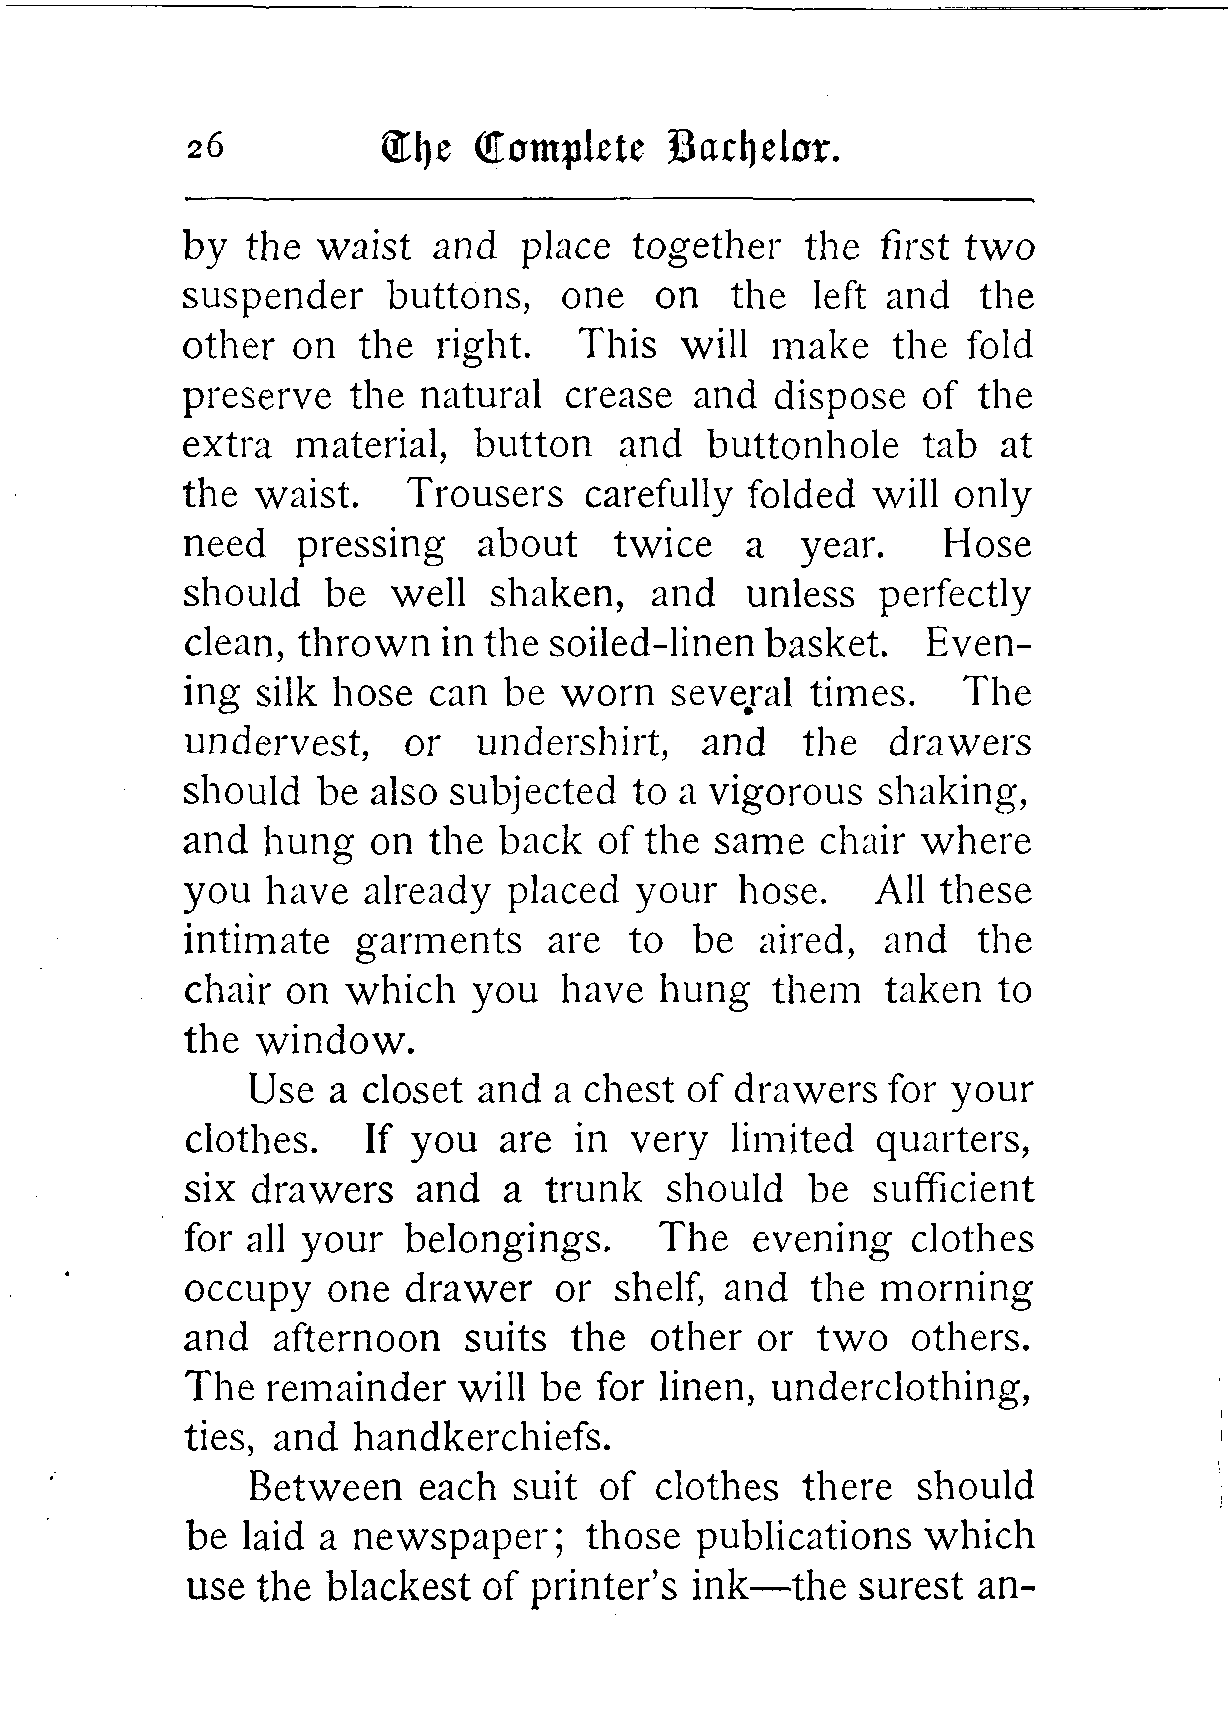 26 The Complete Bachelor.
by the waist and place together the first two
suspender buttons, one on the left and the
other on the right. This will make the fold
preserve the natural crease and dispose of the
extra material, button and buttonhole tab at
the waist. Trousers carefully folded will only
need pressing about twice a year. Hose
should be well shaken, and unless perfectly
clean, thrown in the soiled-linen basket. Even-
ing silk hose can be worn several times. The
undervest, or undershirt, and the drawers
should be also subjected to a vigorous shaking,
and hung on the back of the same chair where
you have already placed your hose. All these
intimate garments are to be aired, and the
chair on which you have hung them taken to
the window.
Use a closet and a chest of drawers for your
clothes. If you are in very limited quarters,
six drawers and a trunk should be sufficient
for all your belongings. The evening clothes
occupy one drawer or shelf, and the morning
and afternoon suits the other or two others.
The remainder will be for linen, underclothing,
ties, and handkerchiefs.
Between each suit of clothes there should
be laid a newspaper; those publications which
use the blackest of printer's ink—the surest an-